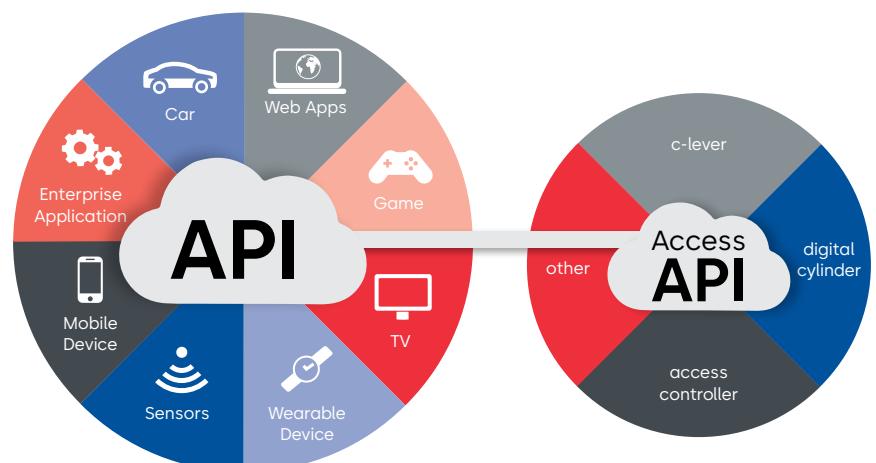 Car
Web Apps
Enterprise
Application
Game
API
Mobile
Device
TV
Sensors
Wearable
Device
c-lever
other
Access
API
digital
cylinder
access
controller